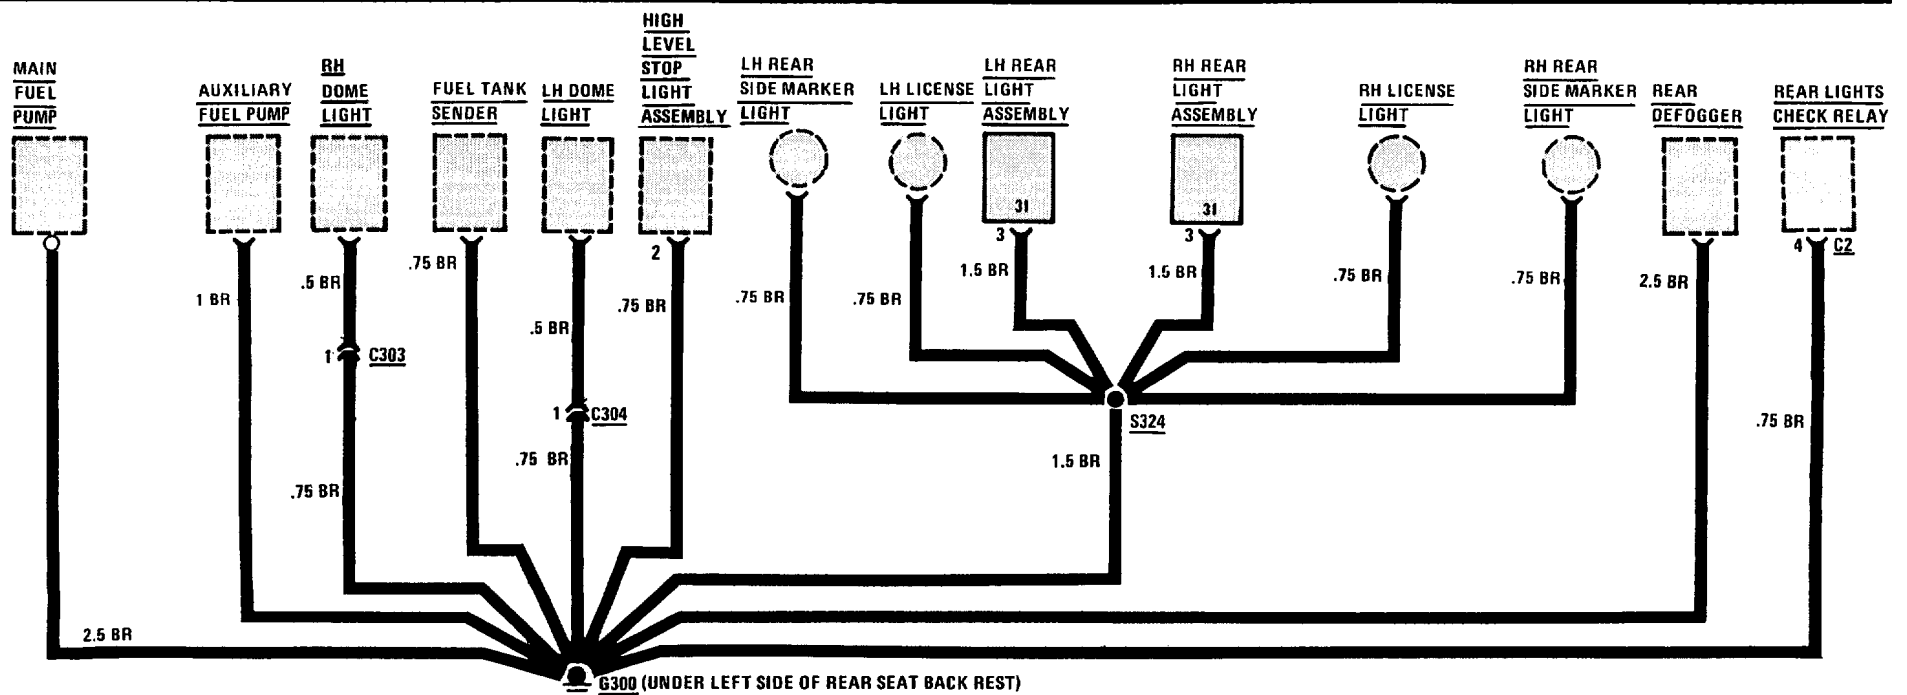 MAIN
FUEL
PUMP
AUXILIARY
FUEL PUMP
RH
DOME
LIGHT
FUEL TANK
SENDER
LH DOME
LIGHT
HIGH
LEVEL
STOP
LIGHT
ASSEMBLY
LH REAR
SIDE MARKER
LIGHT
LH LICENSE
LIGHT
LH REAR
LIGHT
ASSEMBLY
RH REAR
LIGHT
ASSEMBLY
RH LICENSE
LIGHT
RH REAR
SIDE MARKER
LIGHT
REAR
DEFOGGER
REAR LIGHTS
CHECK RELAY
31
31
2
3
3
4
C2
1 BR
.5 BR
.75 BR
.5 BR
.75 BR
.75 BR
.75 BR
1.5 BR
1.5 BR
.75 BR
.75 BR
2.5 BR
1
C303
1
C304
S324
.75 BR
.75 BR
.75 BR
1.5 BR
2.5 BR
G300 (UNDER LEFT SIDE OF REAR SEAT BACK REST)